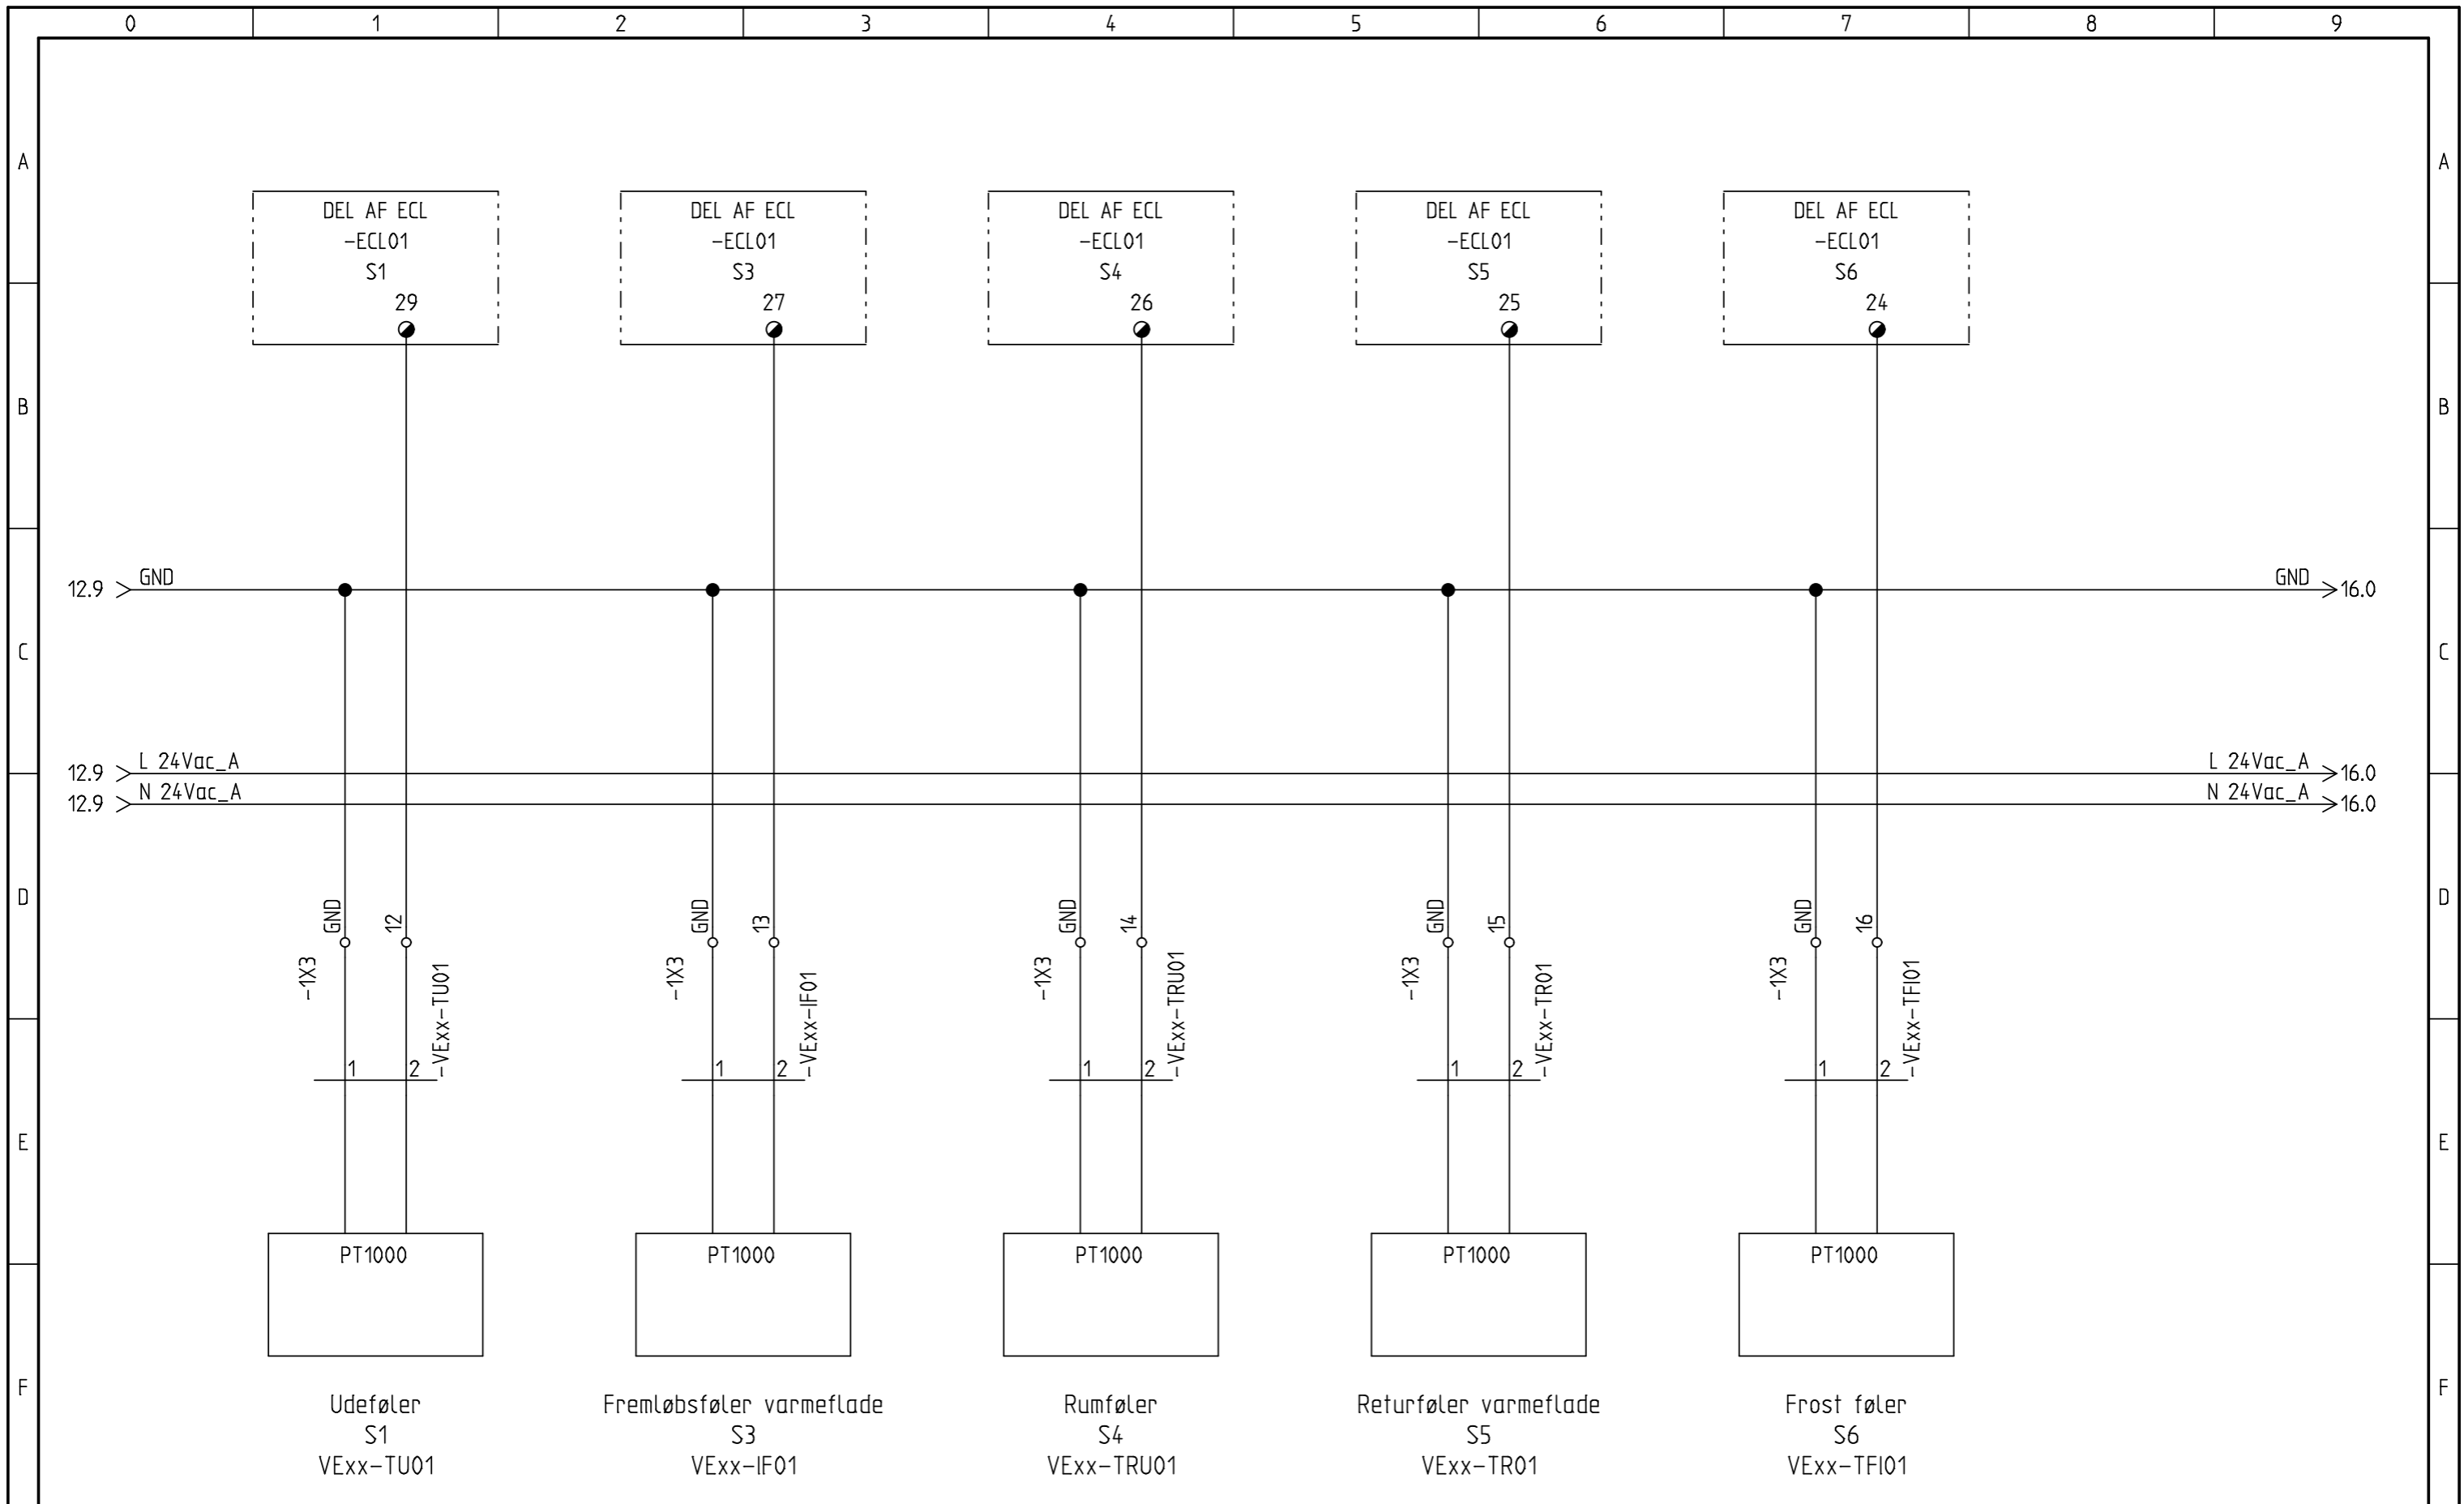 0 1 2 3 4 5 6 7 8 9
A A
DEL AF ECL DEL AF ECL DEL AF ECL DEL AF ECL DEL AF ECL
-ECL01 -ECL01 -ECL01 -ECL01 -ECL01
S1 S3 S4 S5 S6
29 27 26 25 24
B B
GND GND
12.9 16.0
C C
L 24Vac_A L 24Vac_A
12.9 16.0
N 24Vac_A N 24Vac_A
12.9 16.0
D D
GND 12 GND 13 GND 14 GND 15 GND 16
-1X3 -VExx-TU01 -1X3 -VExx-IF01 -1X3 -VExx-TRU01 -1X3 -VExx-TR01 -1X3 -VExx-TFI01
1 2 1 2 1 2 1 2 1 2
E E
PT1000 PT1000 PT1000 PT1000 PT1000
F F
Udeføler Fremløbsføler varmeflade Rumføler Returføler varmeflade Frost føler
S1 S3 S4 S5 S6
VExx-TU01 VExx-IF01 VExx-TRU01 VExx-TR01 VExx-TFI01